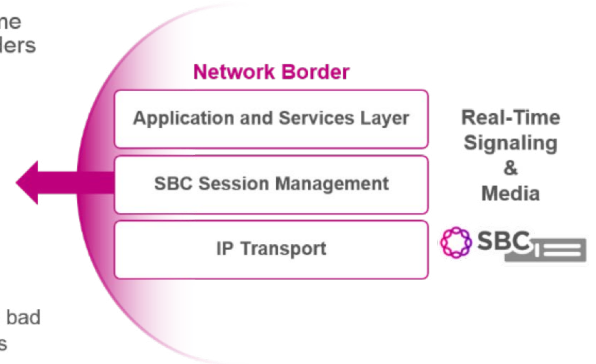 me
ders
Network Border
Application and Services Layer
SBC Session Management
IP Transport
Real-Time
Signaling
&
Media
SBC
bad
s